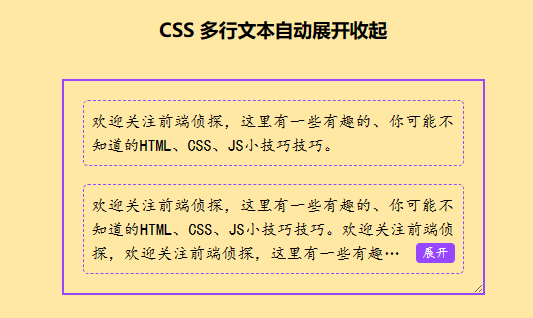 CSS 多行文本自动展开收起
欢迎关注前端侦探，这里有一些有趣的、你可能不
知道的HTML、CSS、JS小技巧技巧。
欢迎关注前端侦探，这里有一些有趣的、你可能不
知道的HTML、CSS、JS小技巧技巧。欢迎关注前端侦
探，欢迎关注前端侦探，这里有一些有趣… 展开